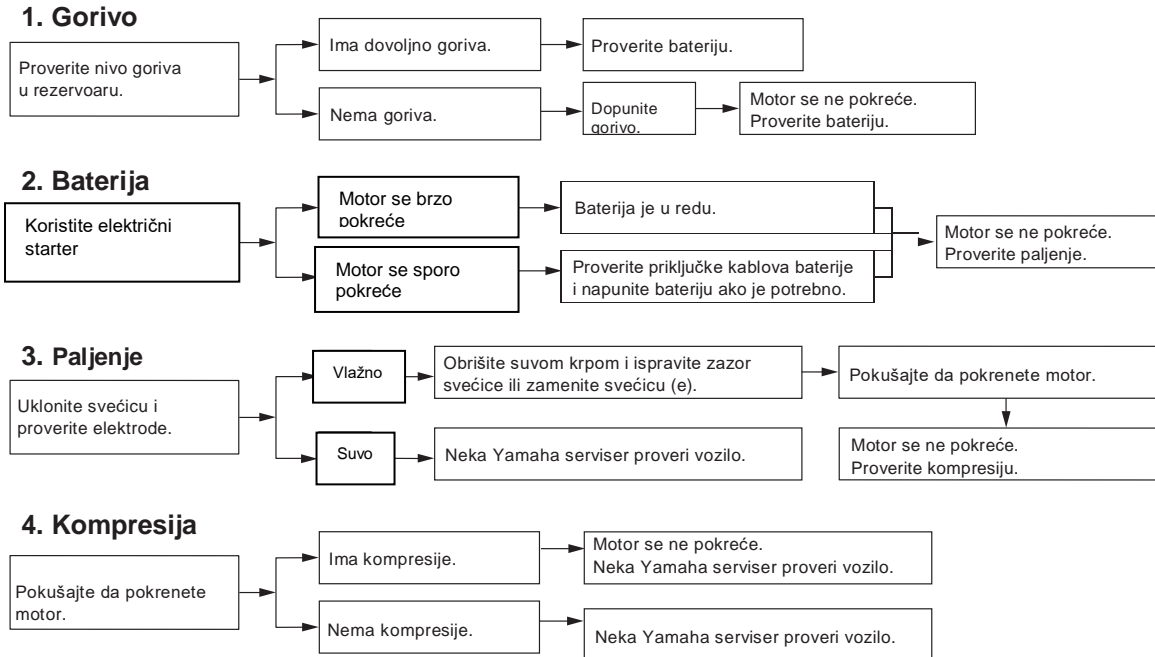 1. Gorivo
Proverite nivo goriva
u rezervoaru.
Ima dovoljno goriva.
Proverite bateriju.
Nema goriva.
Dopunite
gorivo.
Motor se ne pokreće.
Proverite bateriju.
2. Baterija
Koristite električni
starter
Motor se brzo
pokreće
Baterija je u redu.
Motor se sporo
pokreće
Proverite priključke kablova baterije
i napunite bateriju ako je potrebno.
Motor se ne pokreće.
Proverite paljenje.
3. Paljenje
Uklonite svećicu i
proverite elektrode.
Vlažno
Obrišite suvom krpom i ispravite zazor
svećice ili zamenite svećicu (e).
Pokušajte da pokrenete motor.
Motor se ne pokreće.
Proverite kompresiju.
Suvo
Neka Yamaha serviser proveri vozilo.
4. Kompresija
Pokušajte da pokrenete
motor.
Ima kompresije.
Motor se ne pokreće.
Neka Yamaha serviser proveri vozilo.
Nema kompresije.
Neka Yamaha serviser proveri vozilo.